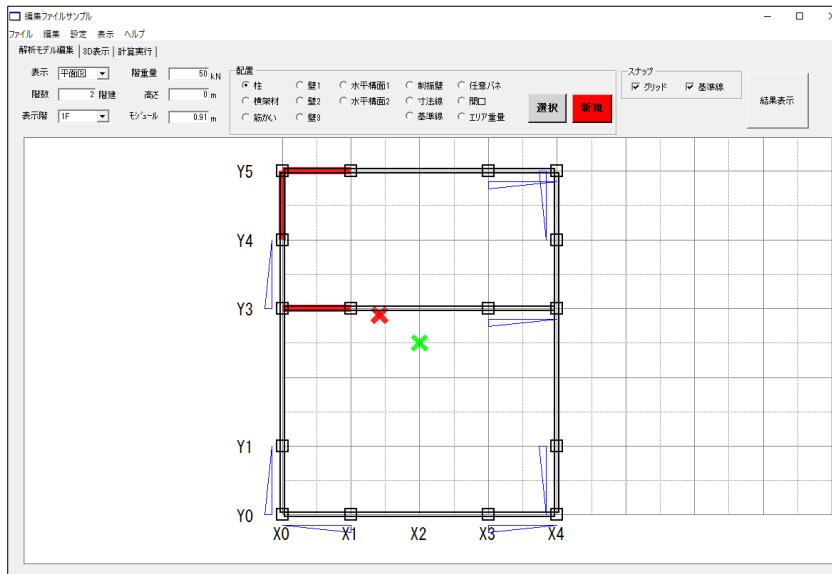 編集ファイルサンプル
ファイル 編集 設定 表示 ヘルプ
解析モデル編集 3D表示 計算実行
表示 平面図 階重量 50 kN
階数 2 階建 高さ 0 m
表示階 1F モジュール 0.91 m
配置
柱 壁1 水平構面1 制振壁 任意バネ
横架材 壁2 水平構面2 寸法線 開口
筋かい 壁3 基準線 エリア重量
選択 新規
スナップ
グリッド 基準線
結果表示
Y5
Y4
Y3
Y1
Y0
X0 X1 X2 X3 X4